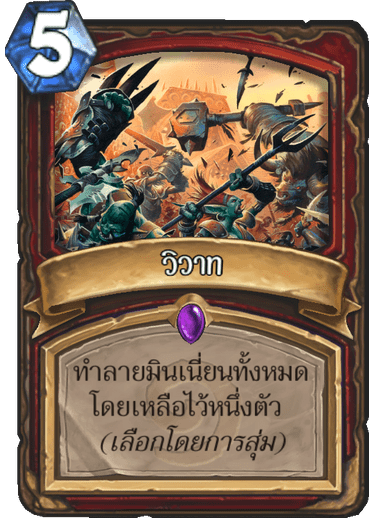 5
วิวาท
ทำลายมินเนี่ยนทั้งหมด
โดยเหลือไว้หนึ่งตัว
(เลือกโดยการสุ่ม)